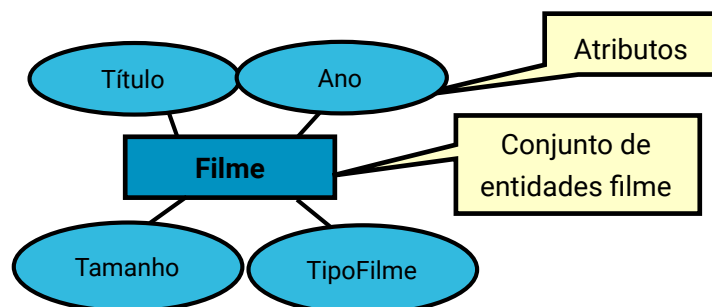 Título
Ano
Atributos
Filme
Conjunto de
entidades filme
Tamanho
TipoFilme